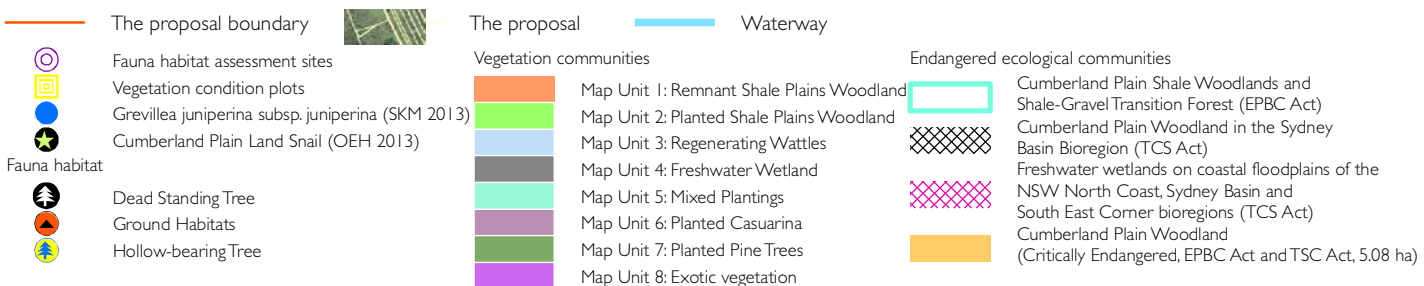 The proposal boundary
The proposal
Waterway
Fauna habitat assessment sites
Vegetation condition plots
Grevillea juniperina subsp. juniperina (SKM 2013)
Cumberland Plain Land Snail (OEH 2013)
Fauna habitat
Dead Standing Tree
Ground Habitats
Hollow-bearing Tree
Vegetation communities
Map Unit 1: Remnant Shale Plains Woodland
Map Unit 2: Planted Shale Plains Woodland
Map Unit 3: Regenerating Wattles
Map Unit 4: Freshwater Wetland
Map Unit 5: Mixed Plantings
Map Unit 6: Planted Casuarina
Map Unit 7: Planted Pine Trees
Map Unit 8: Exotic vegetation
Endangered ecological communities
Cumberland Plain Shale Woodlands and
Shale-Gravel Transition Forest (EPBC Act)
Cumberland Plain Woodland in the Sydney
Basin Bioregion (TCS Act)
Freshwater wetlands on coastal floodplains of the
NSW North Coast, Sydney Basin and
South East Corner bioregions (TCS Act)
Cumberland Plain Woodland
(Critically Endangered, EPBC Act and TSC Act, 5.08 ha)